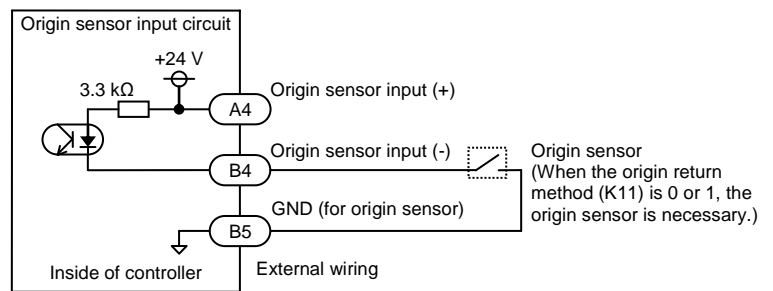 Origin sensor input circuit
+24 V
3.3 kΩ
A4
Origin sensor input (+)
B4
Origin sensor input (-)
Origin sensor
(When the origin return
method (K11) is 0 or 1, the
origin sensor is necessary.)
B5
GND (for origin sensor)
Inside of controller
External wiring